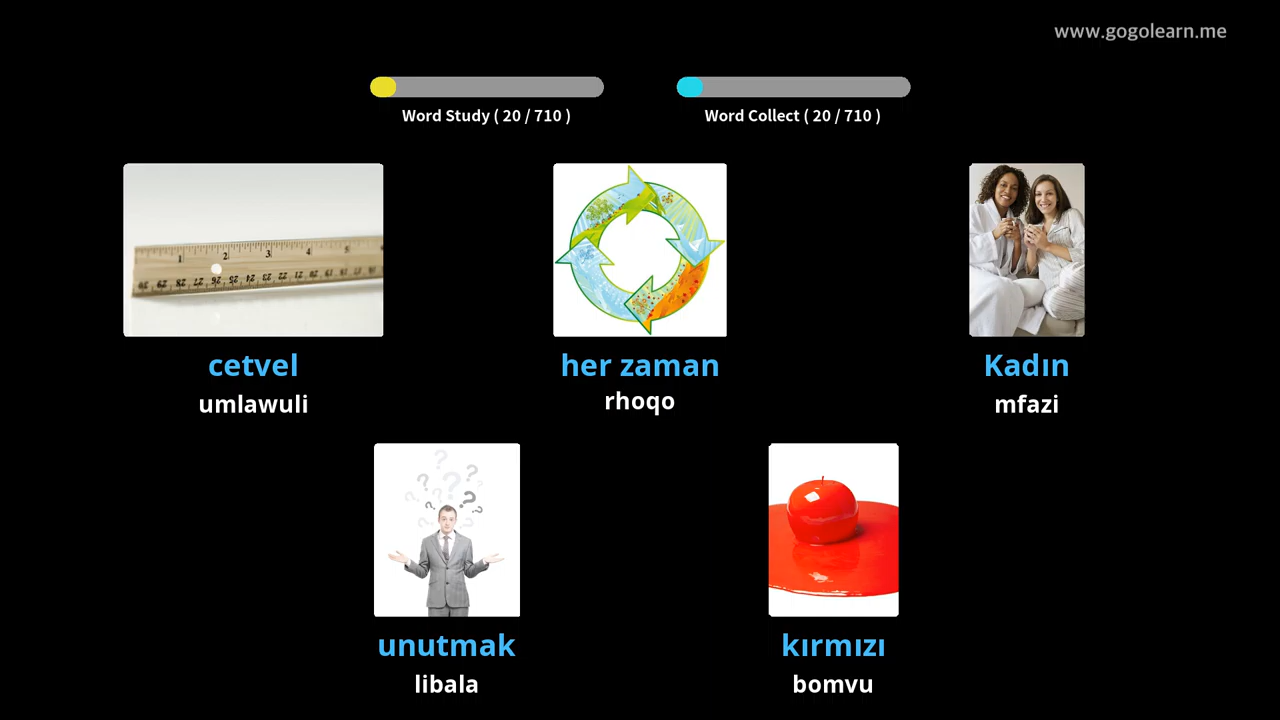 www.gogolearn.me
Word Study ( 20 / 710 )
Word Collect ( 20 / 710 )
cetvel
umlawuli
her zaman
rhoqo
Kadın
mfazi
unutmak
libala
kırmızı
bomvu